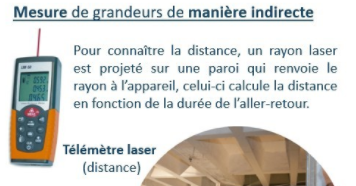 Mesure de grandeurs de manière indirecte
Pour connaître la distance, un rayon laser
est projeté sur une paroi qui renvoie le
rayon à l'appareil, celui-ci calcule la distance
en fonction de la durée de l'aller-retour.
Télémètre laser
(distance)